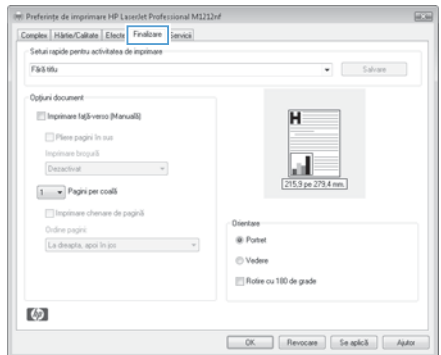 Preferințe de imprimare HP LaserJet Professional M1212nf
Complex Hârtie/Calitate Efecte Finalizare Servicii
Seturi rapide pentru activitatea de imprimare
Fără titlu
Salvare
Opțiuni document
Imprimare față-verso (Manuală)
Pliere pagini în sus
Imprimare broșură
Dezactivat
1 Pagini per coală
Imprimare chenare de pagină
Ordine pagini:
La dreapta, apoi în jos
H
215,9 pe 279,4 mm.
Orientare
Portret
Vedere
Rotire cu 180 de grade
hp
OK Revocare Se aplică Ajutor